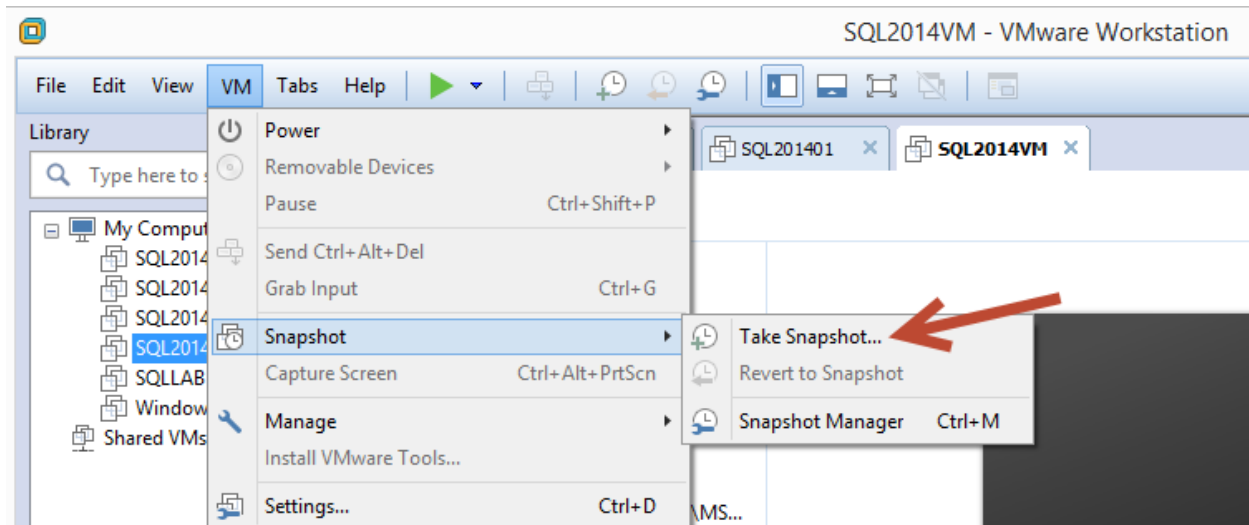 SQL2014VM - VMware Workstation
File Edit View VM Tabs Help
Library
Type here to
My Comput
SQL2014
SQL2014
SQL2014
SQL2014
SQLLAB
Window
Shared VMs
SQL201401
SQL2014VM
Power
Removable Devices
Pause Ctrl+Shift+P
Send Ctrl+Alt+Del
Grab Input Ctrl+G
Snapshot
Capture Screen Ctrl+Alt+PrtScn
Manage
Install VMware Tools...
Settings... Ctrl+D
Take Snapshot...
Revert to Snapshot
Snapshot Manager Ctrl+M
\MS...